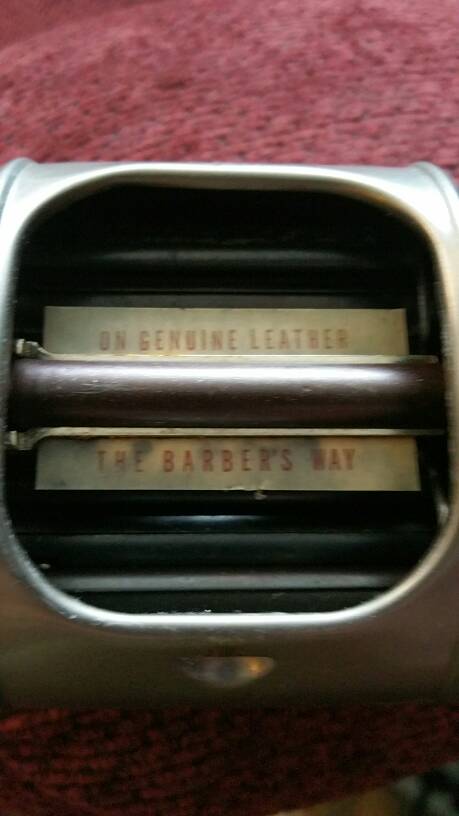 ON GENUINE LEATHER
THE BARBER'S WAY